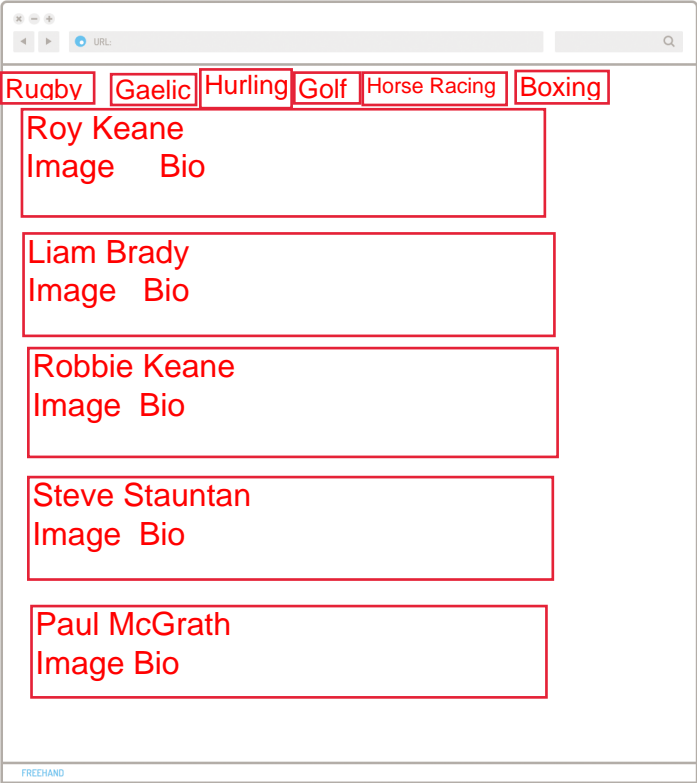 URL:
Rugby Gaelic Hurling Golf Horse Racing Boxing
Roy Keane
Image Bio
Liam Brady
Image Bio
Robbie Keane
Image Bio
Steve Stauntan
Image Bio
Paul McGrath
Image Bio
FREEHAND